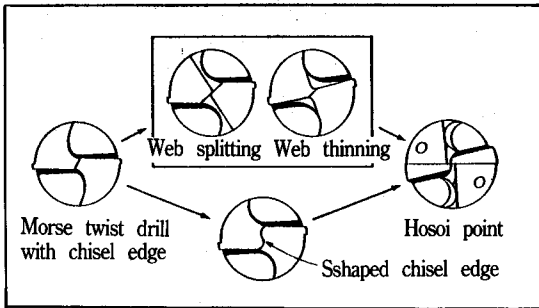 Web splitting
Web thinning
Morse twist drill
with chisel edge
Hosoi point
Sshaped chisel edge